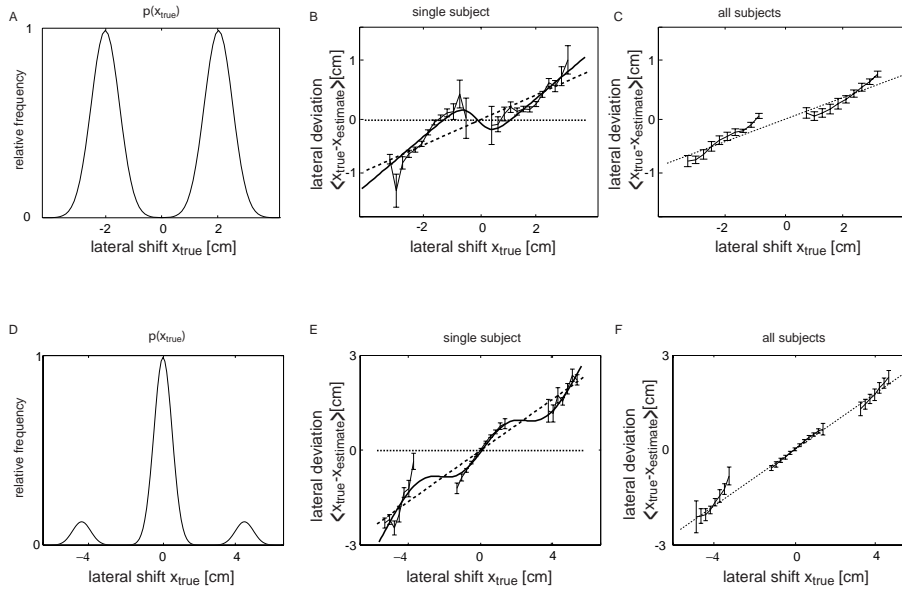 A
p(x_true)
relative frequency
1
0
-2
0
2
lateral shift x_true [cm]
B
single subject
lateral deviation
<x_true-x_estimate>[cm]
1
0
-1
-2
0
2
lateral shift x_true [cm]
C
all subjects
lateral deviation
<x_true-x_estimate>[cm]
1
0
-1
-2
0
2
lateral shift x_true [cm]
D
p(x_true)
relative frequency
1
0
−4
0
4
lateral shift x_true [cm]
E
single subject
lateral deviation
<x_true-x_estimate>[cm]
3
0
-3
−4
0
4
lateral shift x_true [cm]
F
all subjects
lateral deviation
<x_true-x_estimate>[cm]
3
0
-3
−4
0
4
lateral shift x_true [cm]